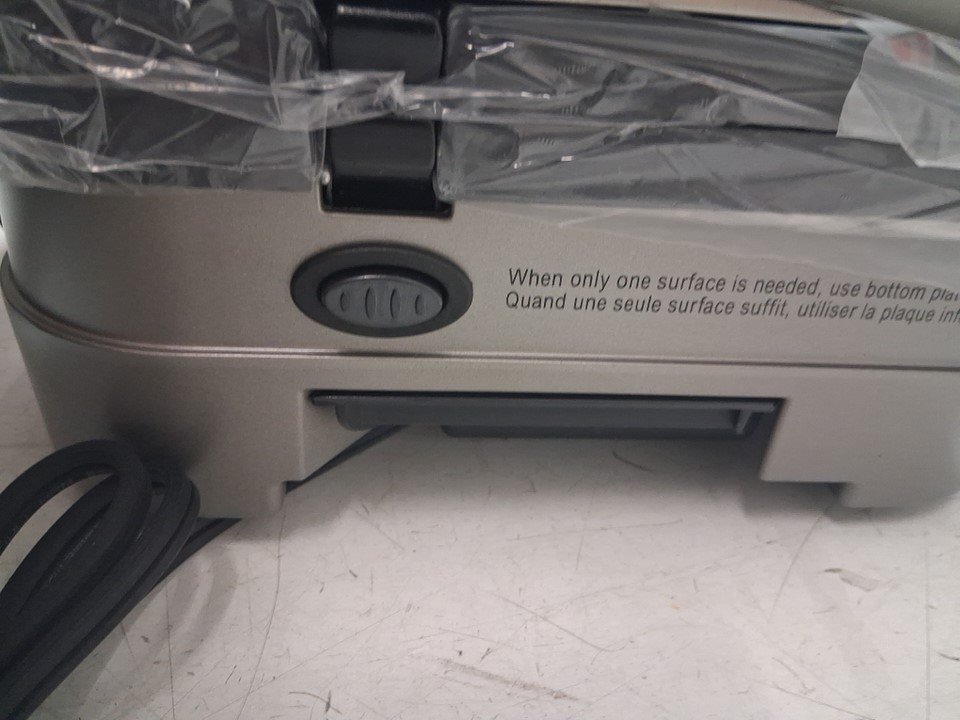 When only one surface is needed, use bottom
Quand une seule surface suffit, utiliser la plaque